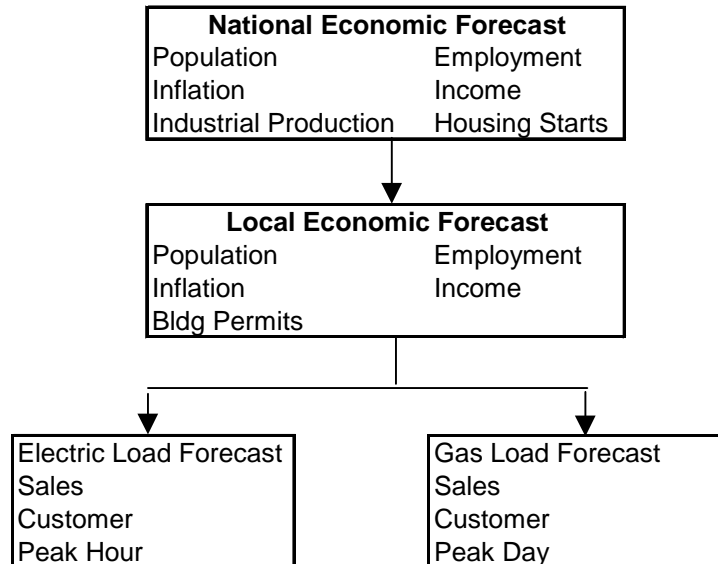 National Economic Forecast
Population Employment
Inflation Income
Industrial Production Housing Starts
Local Economic Forecast
Population Employment
Inflation Income
Bldg Permits
Electric Load Forecast
Sales
Customer
Peak Hour
Gas Load Forecast
Sales
Customer
Peak Day